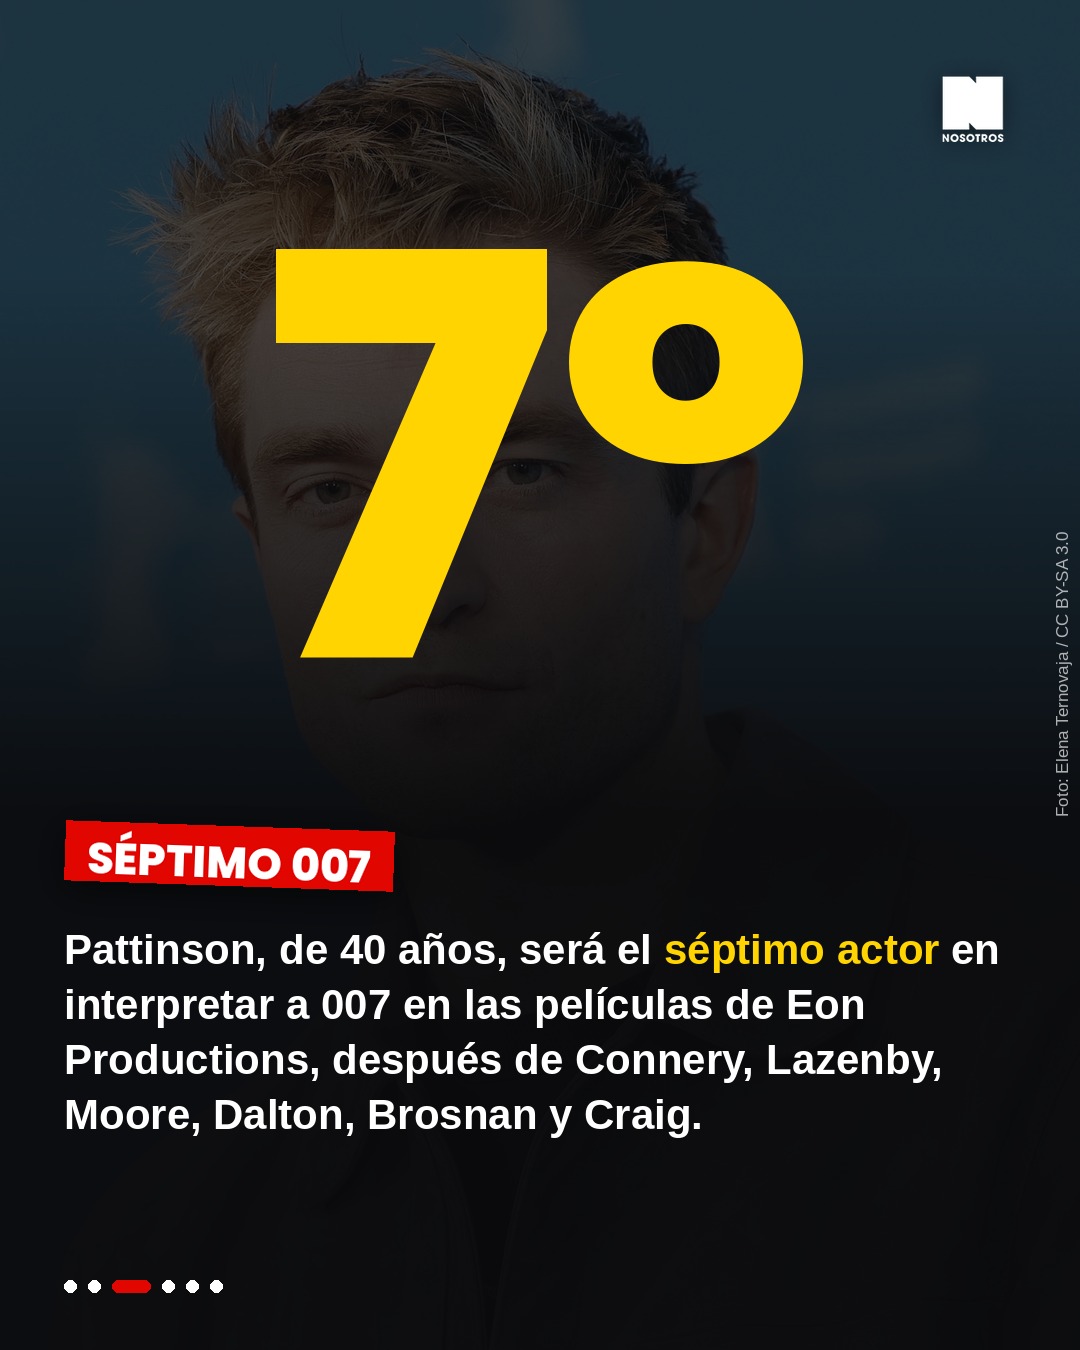 NOSOTROS
7º
Foto: Elena Ternovaja / CC BY-SA 3.0
SÉPTIMO 007
Pattinson, de 40 años, será el séptimo actor en
interpretar a 007 en las películas de Eon
Productions, después de Connery, Lazenby,
Moore, Dalton, Brosnan y Craig.